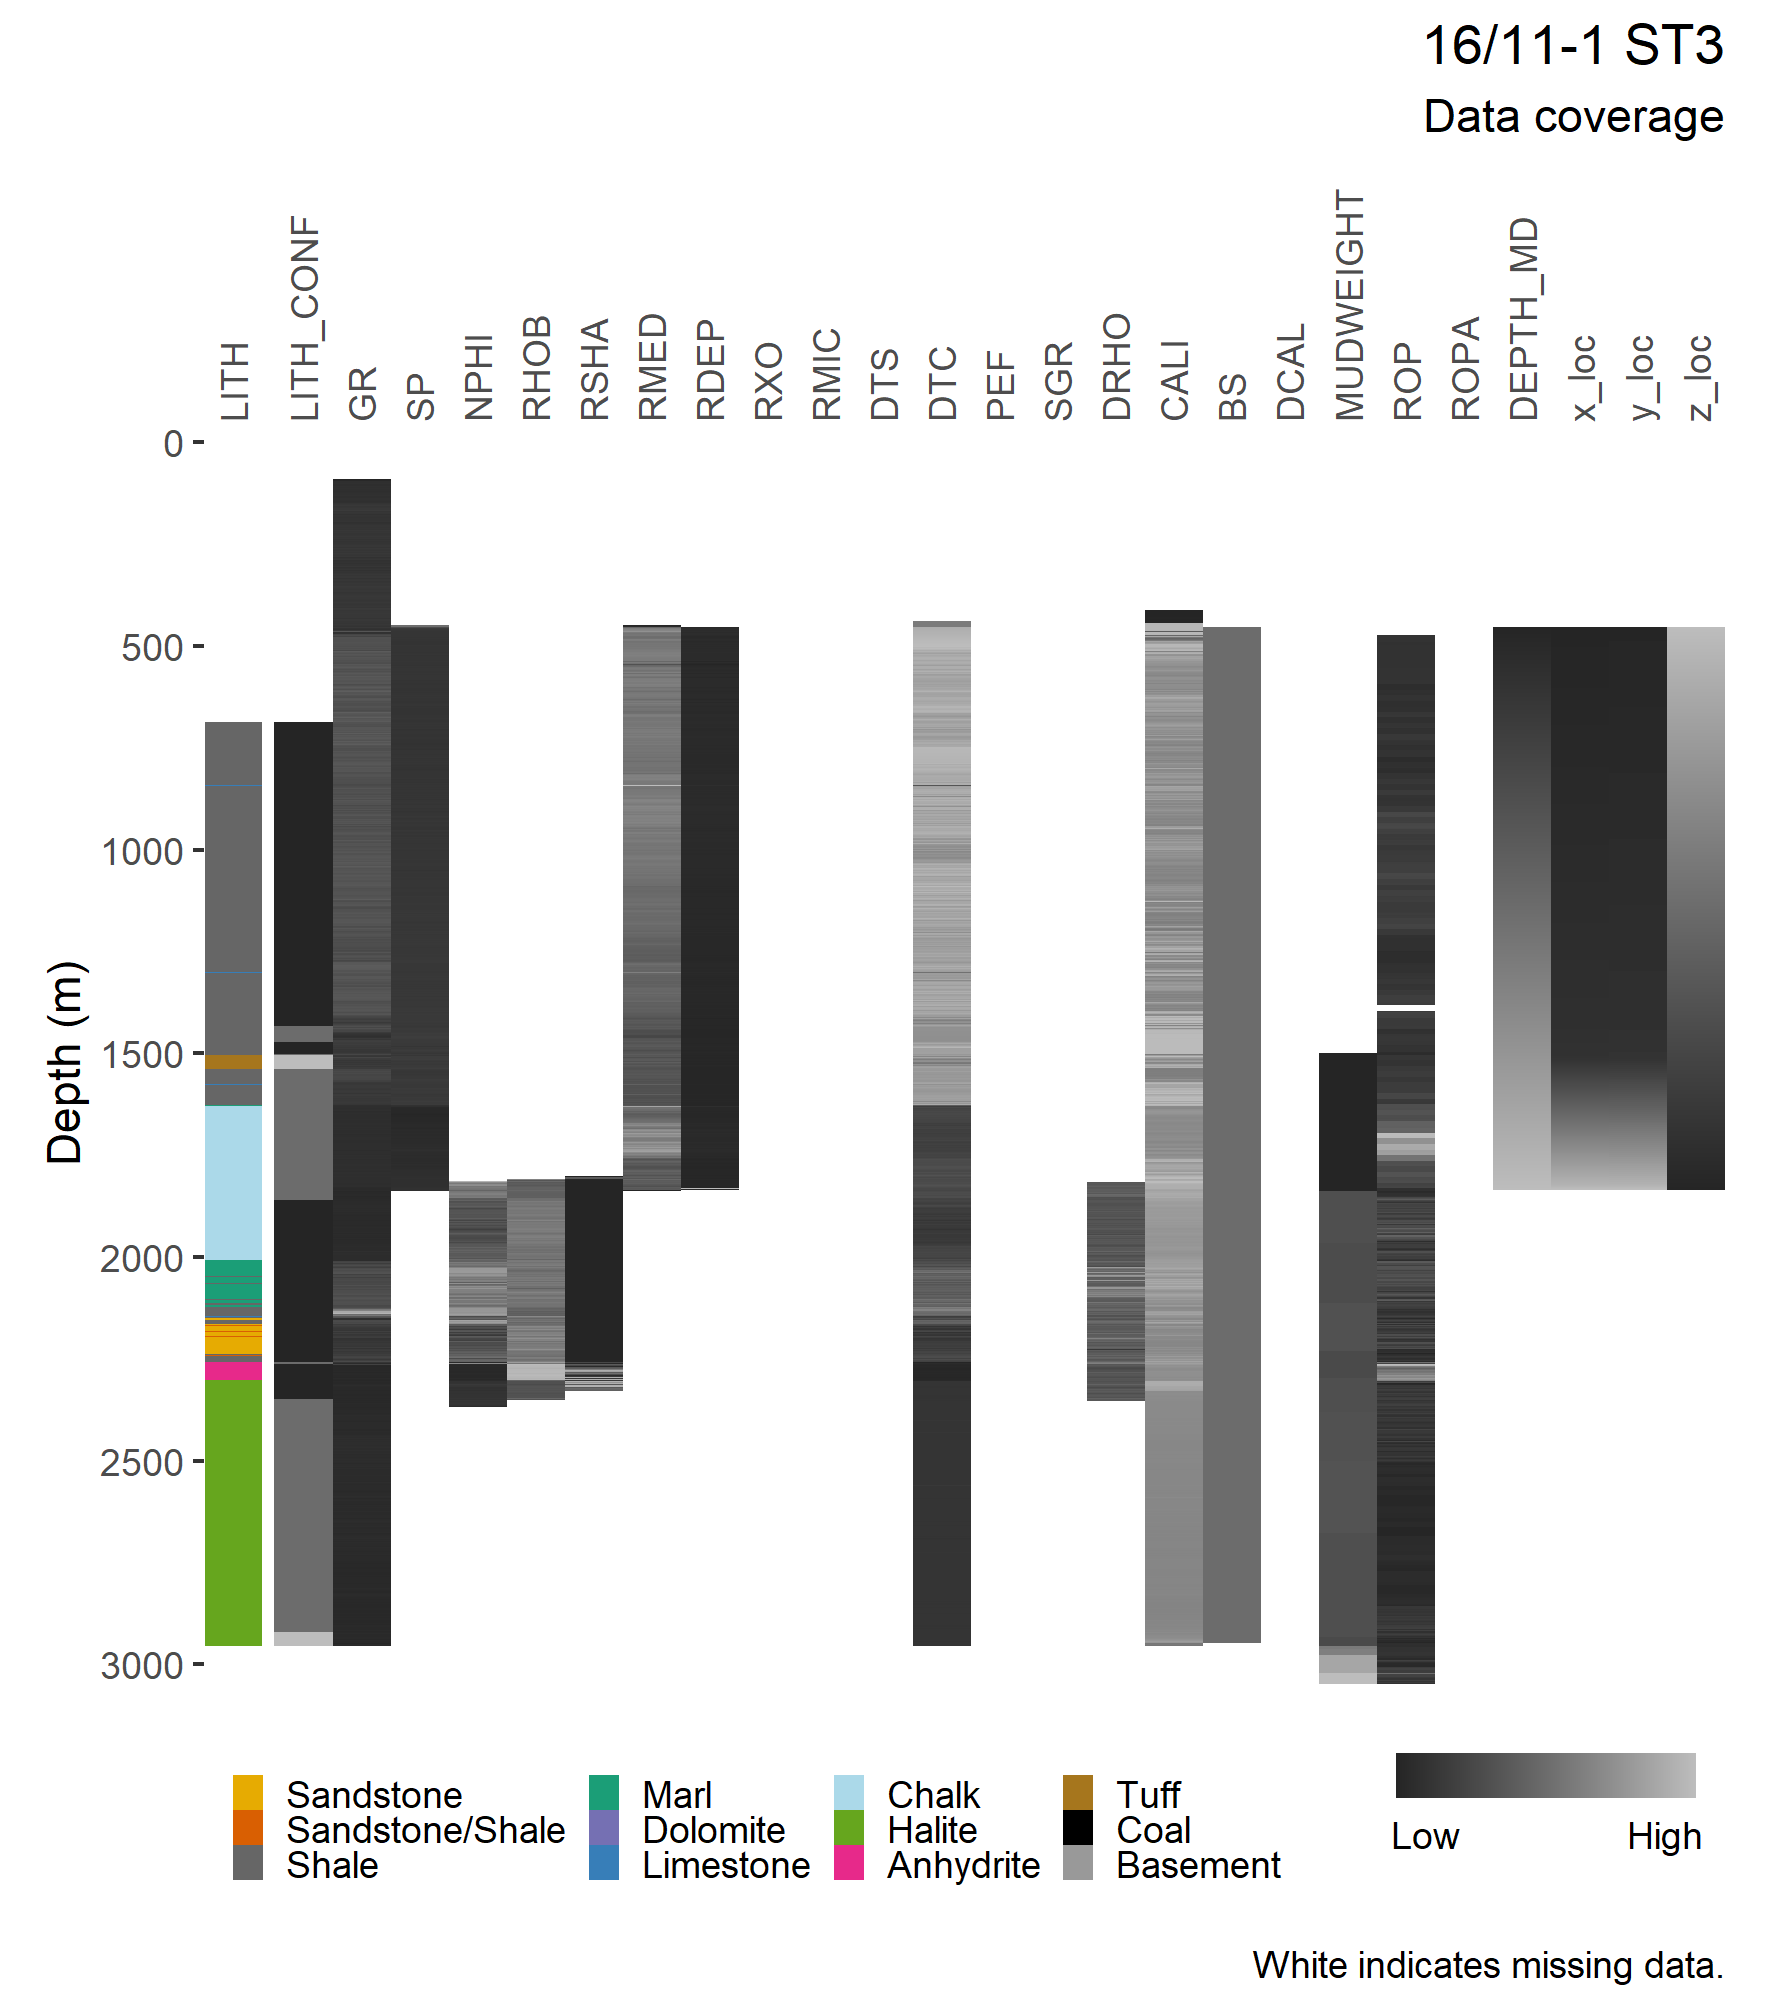 16/11-1 ST3
Data coverage
LITH
LITH_CONF
GR
SP
NPHI
RHOB
RSHA
RMED
RDEP
RXO
RMIC
DTS
DTC
PEF
SGR
DRHO
CALI
BS
DCAL
MUDWEIGHT
ROP
ROPA
DEPTH_MD
x_loc
y_loc
z_loc
Depth (m)
0
500
1000
1500
2000
2500
3000
Sandstone
Sandstone/Shale
Shale
Marl
Dolomite
Limestone
Chalk
Halite
Anhydrite
Tuff
Coal
Basement
Low High
White indicates missing data.